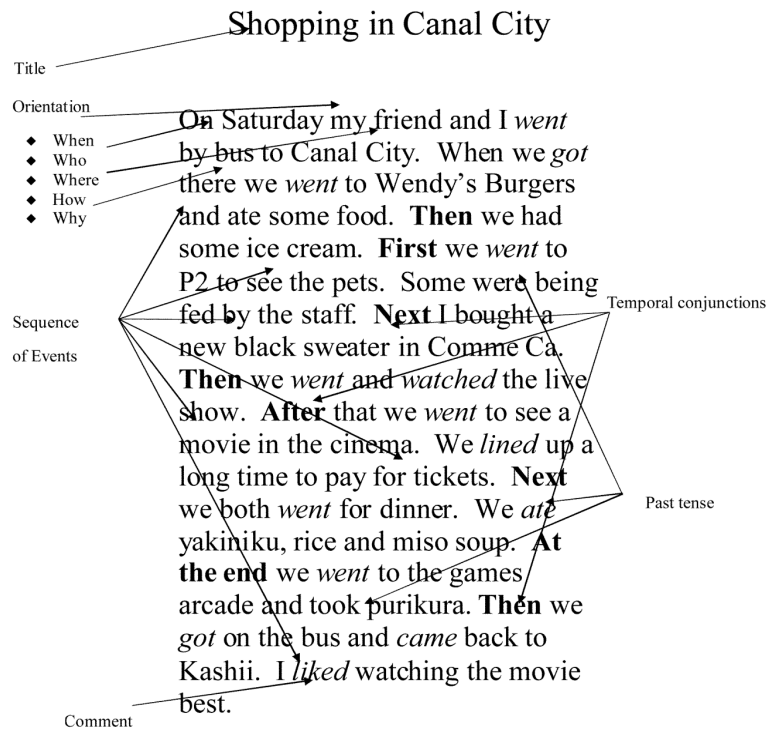 Shopping in Canal City
Title
Orientation
◆ When
◆ Who
◆ Where
◆ How
◆ Why
On Saturday my friend and I went
by bus to Canal City. When we got
there we went to Wendy's Burgers
and ate some food. Then we had
some ice cream. First we went to
P2 to see the pets. Some were being
fed by the staff. Next I bought a
new black sweater in Comme Ca.
Then we went and watched the live
show. After that we went to see a
movie in the cinema. We lined up a
long time to pay for tickets. Next
we both went for dinner. We ate
yakiniku, rice and miso soup. At
the end we went to the games
arcade and took purikura. Then we
got on the bus and came back to
Kashii. I liked watching the movie
best.
Sequence
of Events
Temporal conjunctions
Past tense
Comment